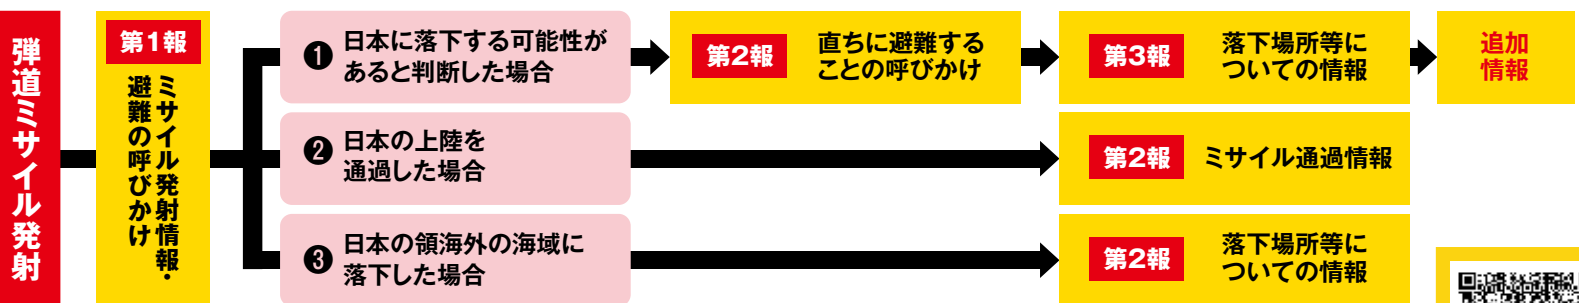 弾道ミサイル発射
第1報
ミサイル発射情報・
避難の呼びかけ
❶ 日本に落下する可能性が
あると判断した場合
第2報
直ちに避難する
ことの呼びかけ
第3報
落下場所等に
ついての情報
追加
情報
❷ 日本の上陸を
通過した場合
第2報 ミサイル通過情報
❸ 日本の領海外の海域に
落下した場合
第2報
落下場所等に
ついての情報